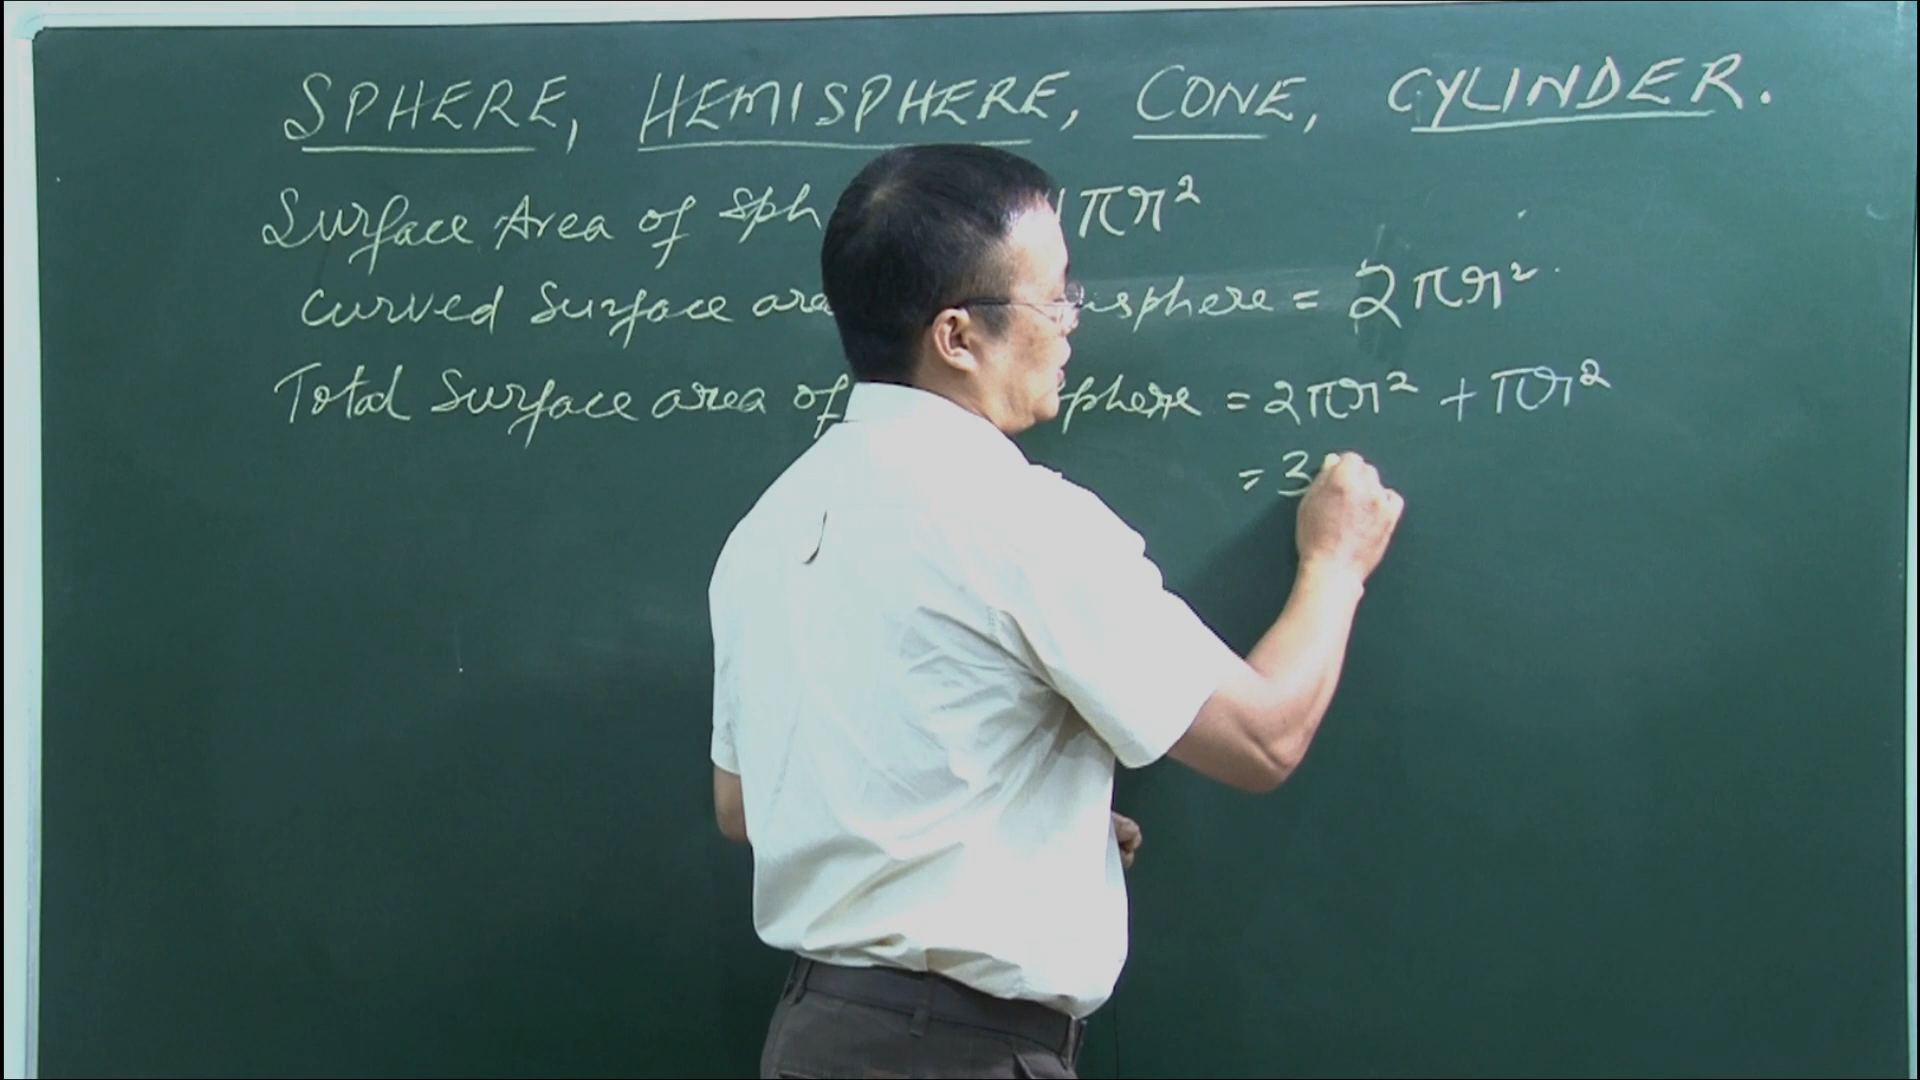 SPHERE, HEMISPHERE, CONE, CYLINDER.
Surface Area of Sph πr²
Curved Surface are isphere = 2πr²
Total Surface area of phere = 2πr² + πr²
= 3